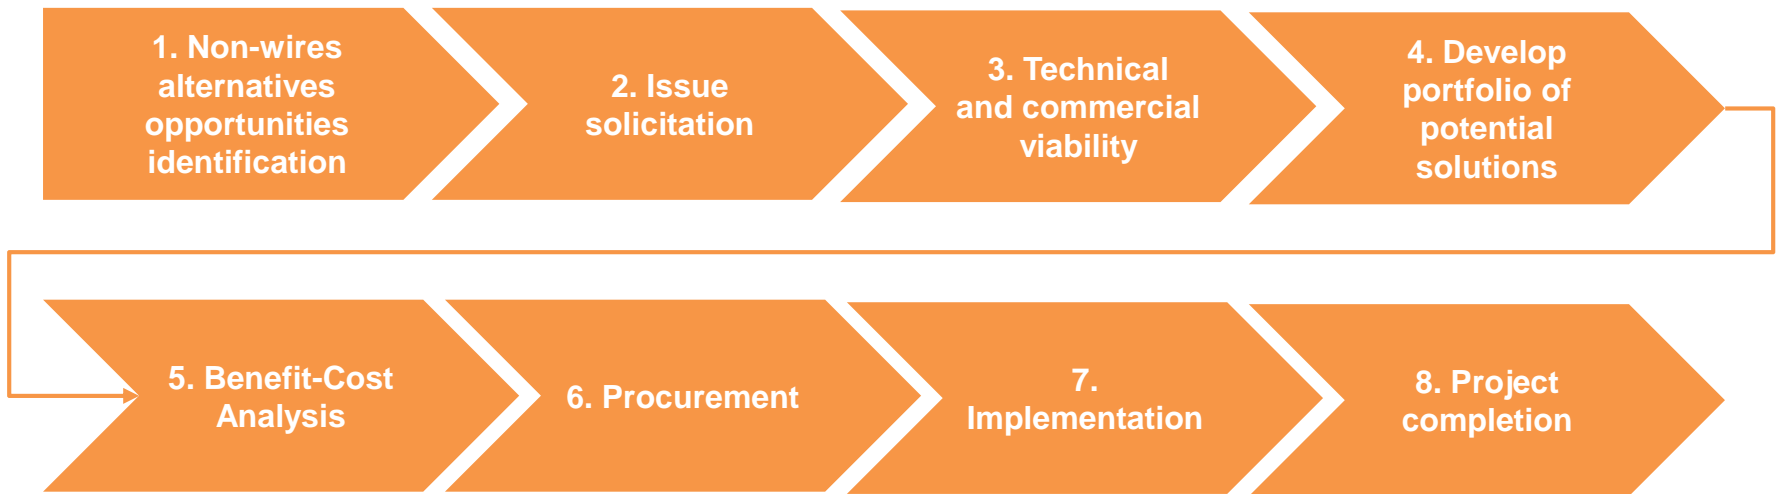 1. Non-wires
alternatives
opportunities
identification
2. Issue
solicitation
3. Technical
and commercial
viability
4. Develop
portfolio of
potential
solutions
5. Benefit-Cost
Analysis
6. Procurement
7.
Implementation
8. Project
completion